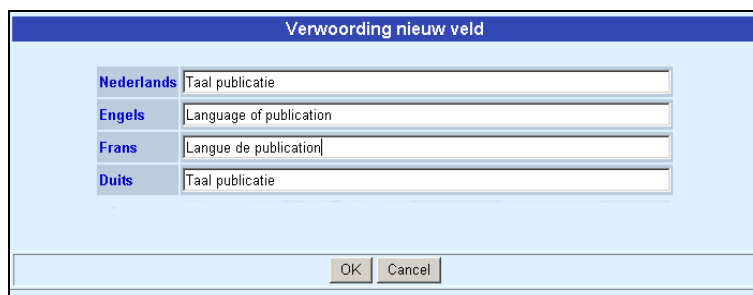 Verwoording nieuw veld
Nederlands Taal publicatie
Engels Language of publication
Frans Langue de publication
Duits Taal publicatie
OK Cancel